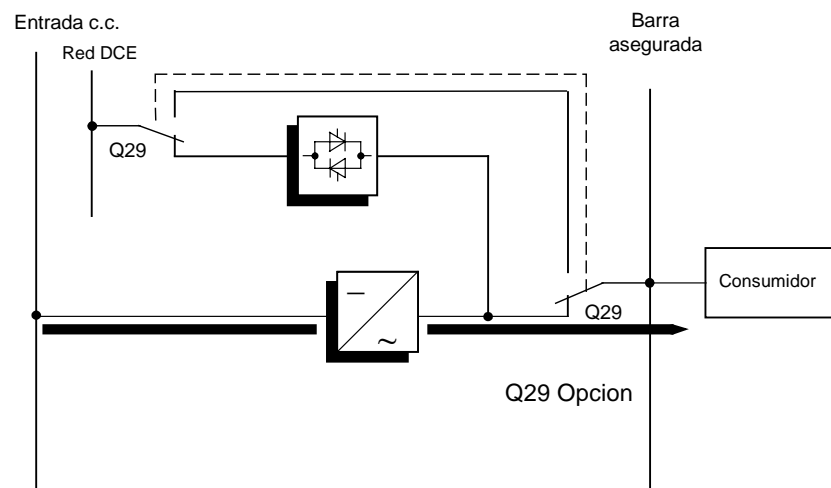 Entrada c.c.
Red DCE
Barra
asegurada
Q29
Consumidor
Q29
Q29 Opcion